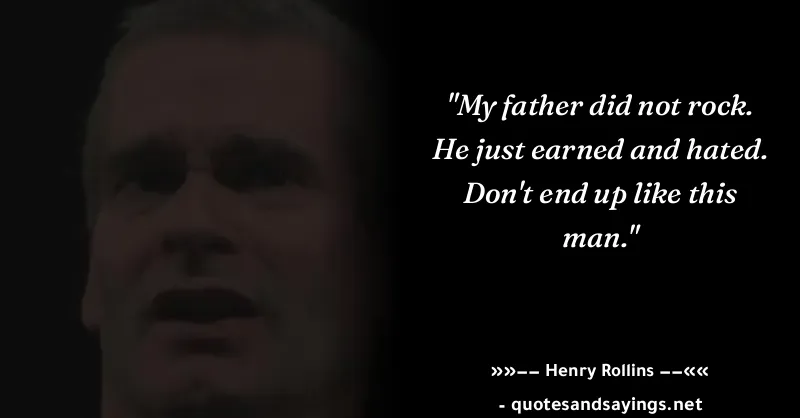 "My father did not rock.
He just earned and hated.
Don't end up like this
man."
»»−− Henry Rollins −−««
- quotesandsayings.net